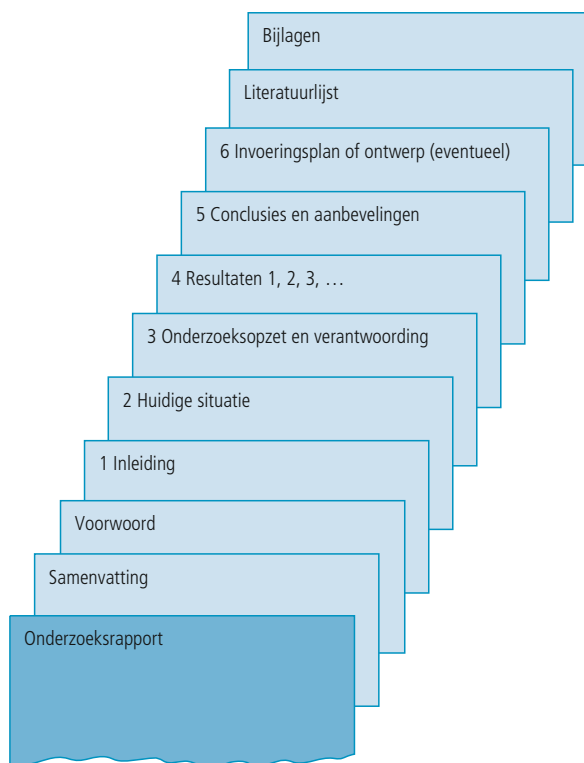 Bijlagen
Literatuurlijst
6 Invoeringsplan of ontwerp (eventueel)
5 Conclusies en aanbevelingen
4 Resultaten 1, 2, 3, …
3 Onderzoeksopzet en verantwoording
2 Huidige situatie
1 Inleiding
Voorwoord
Samenvatting
Onderzoeksrapport